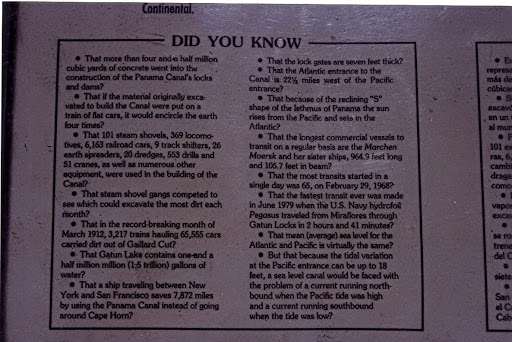 Continental.
DID YOU KNOW
● That more four and a half million
cubic yards of concrete went into the
construction of the Panama Canal's locks
and dams?
● That if the material originally exca-
vated to build the Canal were put on a
train of flat cars, it would encircle the earth
four times?
● That 101 steam shovels, 369 locomo-
tives, 6,163 railroad cars, 9 track shifters, 26
earth spreaders, 20 dredges, 553 drills and
51 cranes, as well as numerous other
equipment, were used in the building of the
Canal?
● That steam shovel gangs competed to
see which could excavate the most dirt each
month?
● That in the record-breaking month of
March 1912, 3,217 trains hauling 65,555 cars
carried dirt out of Gaillard Cut?
● That Gatun Lake contains one and a
half million million (1.5 trillion) gallons of
water?
● That a ship traveling between New
York and San Francisco saves 7,872 miles
by using the Panama Canal instead of going
around Cape Horn?
● That the lock gates are seven feet thick?
● That the Atlantic entrance to the
Canal is 22½ miles west of the Pacific
entrance?
● That because of the reclining "S"
shape of the Isthmus of Panama the sun
rises from the Pacific and sets in the
Atlantic?
● That the longest commercial vessels to
transit on a regular basis are the Marchen
Maersk and her sister ships, 964.9 feet long
and 105.7 feet in beam?
● That the most transits started in a
single day was 65, on February 29, 1968?
● That the fastest transit ever was made
in June 1979 when the U.S. Navy hydrofoil
Pegasus traveled from Miraflores through
Gatun Locks in 2 hours and 41 minutes?
● That mean (average) sea level for the
Atlantic and Pacific is virtually the same?
● But that because the tidal variation
at the Pacific entrance can be up to 18
feet, a sea level canal would be faced with
the problem of a current running north-
bound when the Pacific tide was high
and a current running southbound
when the tide was low?